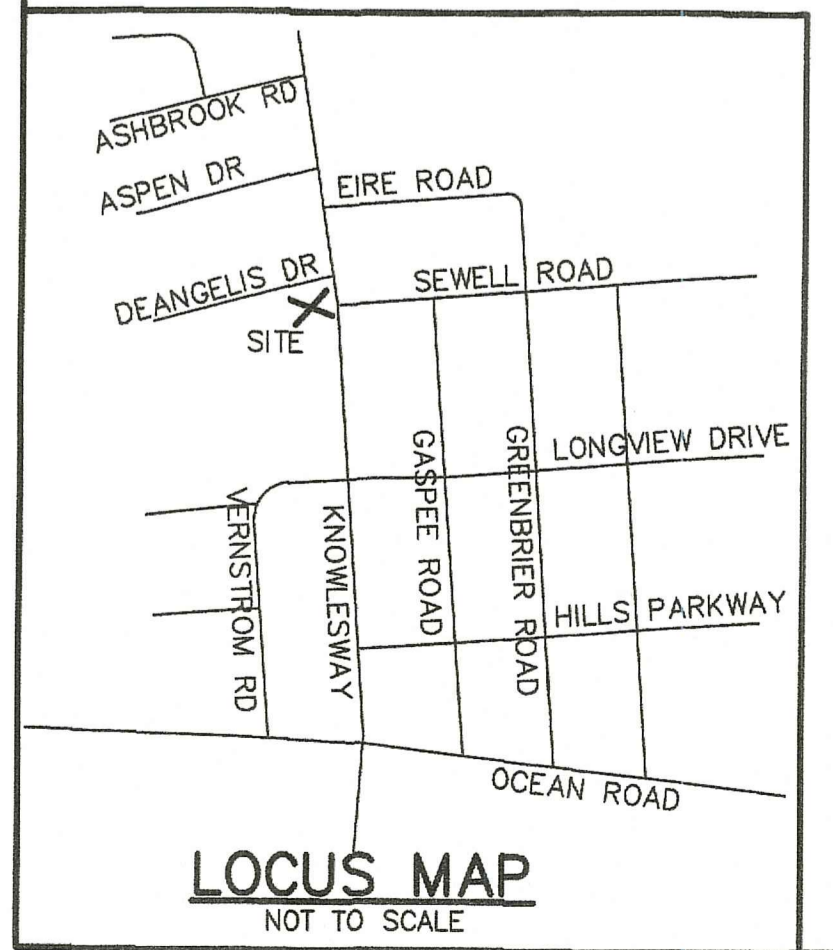 ASHBROOK RD
ASPEN DR
EIRE ROAD
DEANGELIS DR
SEWELL ROAD
SITE
LONGVIEW DRIVE
GASPEE ROAD
GREENBRIER ROAD
VERNSTROM RD
KNOWLESWAY
HILLS PARKWAY
OCEAN ROAD
LOCUS MAP
NOT TO SCALE